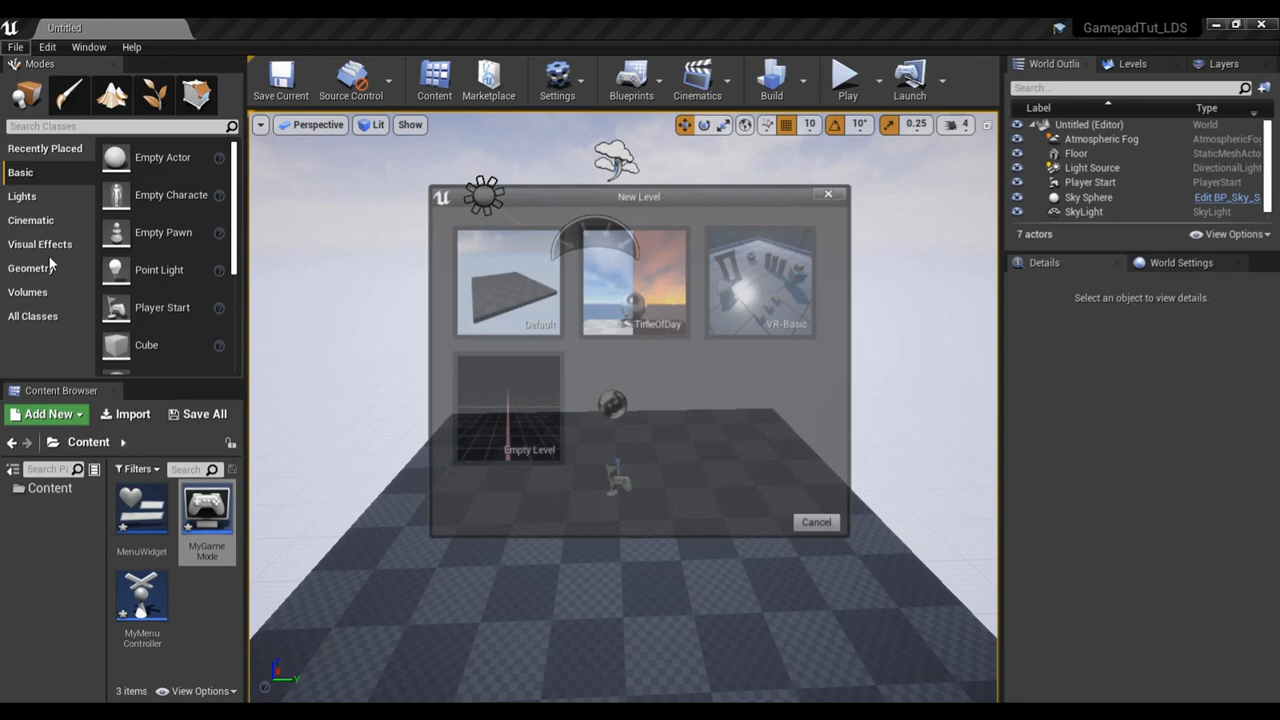 Untitled
GamepadTut_LDS
File Edit Window Help
Modes
Search Classes
Recently Placed
Basic
Lights
Cinematic
Visual Effects
Geometry
Volumes
All Classes
Empty Actor
Empty Characte
Empty Pawn
Point Light
Player Start
Cube
Save Current Source Control Content Marketplace Settings Blueprints Cinematics Build Play Launch
Perspective Lit Show 10 10° 0.25 4
New Level
Default
TimeOfDay
VR-Basic
Empty Level
Cancel
World Outli Levels Layers
Search...
Label Type
Untitled (Editor) World
Atmospheric Fog AtmosphericFog
Floor StaticMeshActo
Light Source DirectionalLight
Player Start PlayerStart
Sky Sphere Edit BP_Sky_S
SkyLight SkyLight
7 actors View Options
Details World Settings
Select an object to view details.
Content Browser
Add New Import Save All
Content
Search Pa Filters Search
Content
MenuWidget
MyGame
Mode
MyMenu
Controller
3 items View Options
Z
Y